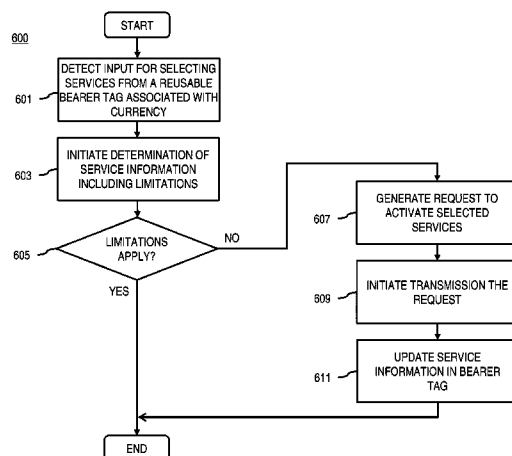 600
START
601
DETECT INPUT FOR SELECTING
SERVICES FROM A REUSABLE
BEARER TAG ASSOCIATED WITH
CURRENCY
603
INITIATE DETERMINATION OF
SERVICE INFORMATION
INCLUDING LIMITATIONS
605
LIMITATIONS
APPLY?
NO
YES
607
GENERATE REQUEST TO
ACTIVATE SELECTED
SERVICES
609
INITIATE TRANSMISSION THE
REQUEST
611
UPDATE SERVICE
INFORMATION IN BEARER
TAG
END